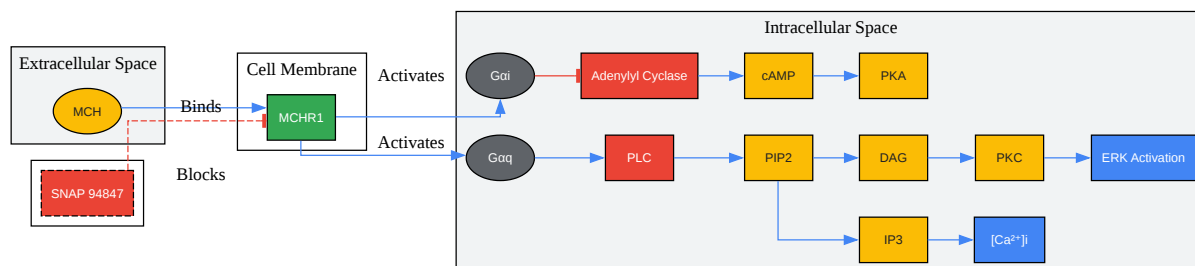 Intracellular Space
Extracellular Space
Cell Membrane
Activates
Gαi
Adenylyl Cyclase
cAMP
PKA
MCH
Binds
MCHR1
Activates
Gαq
PLC
PIP2
DAG
PKC
ERK Activation
Blocks
SNAP 94847
IP3
[Ca²⁺]i